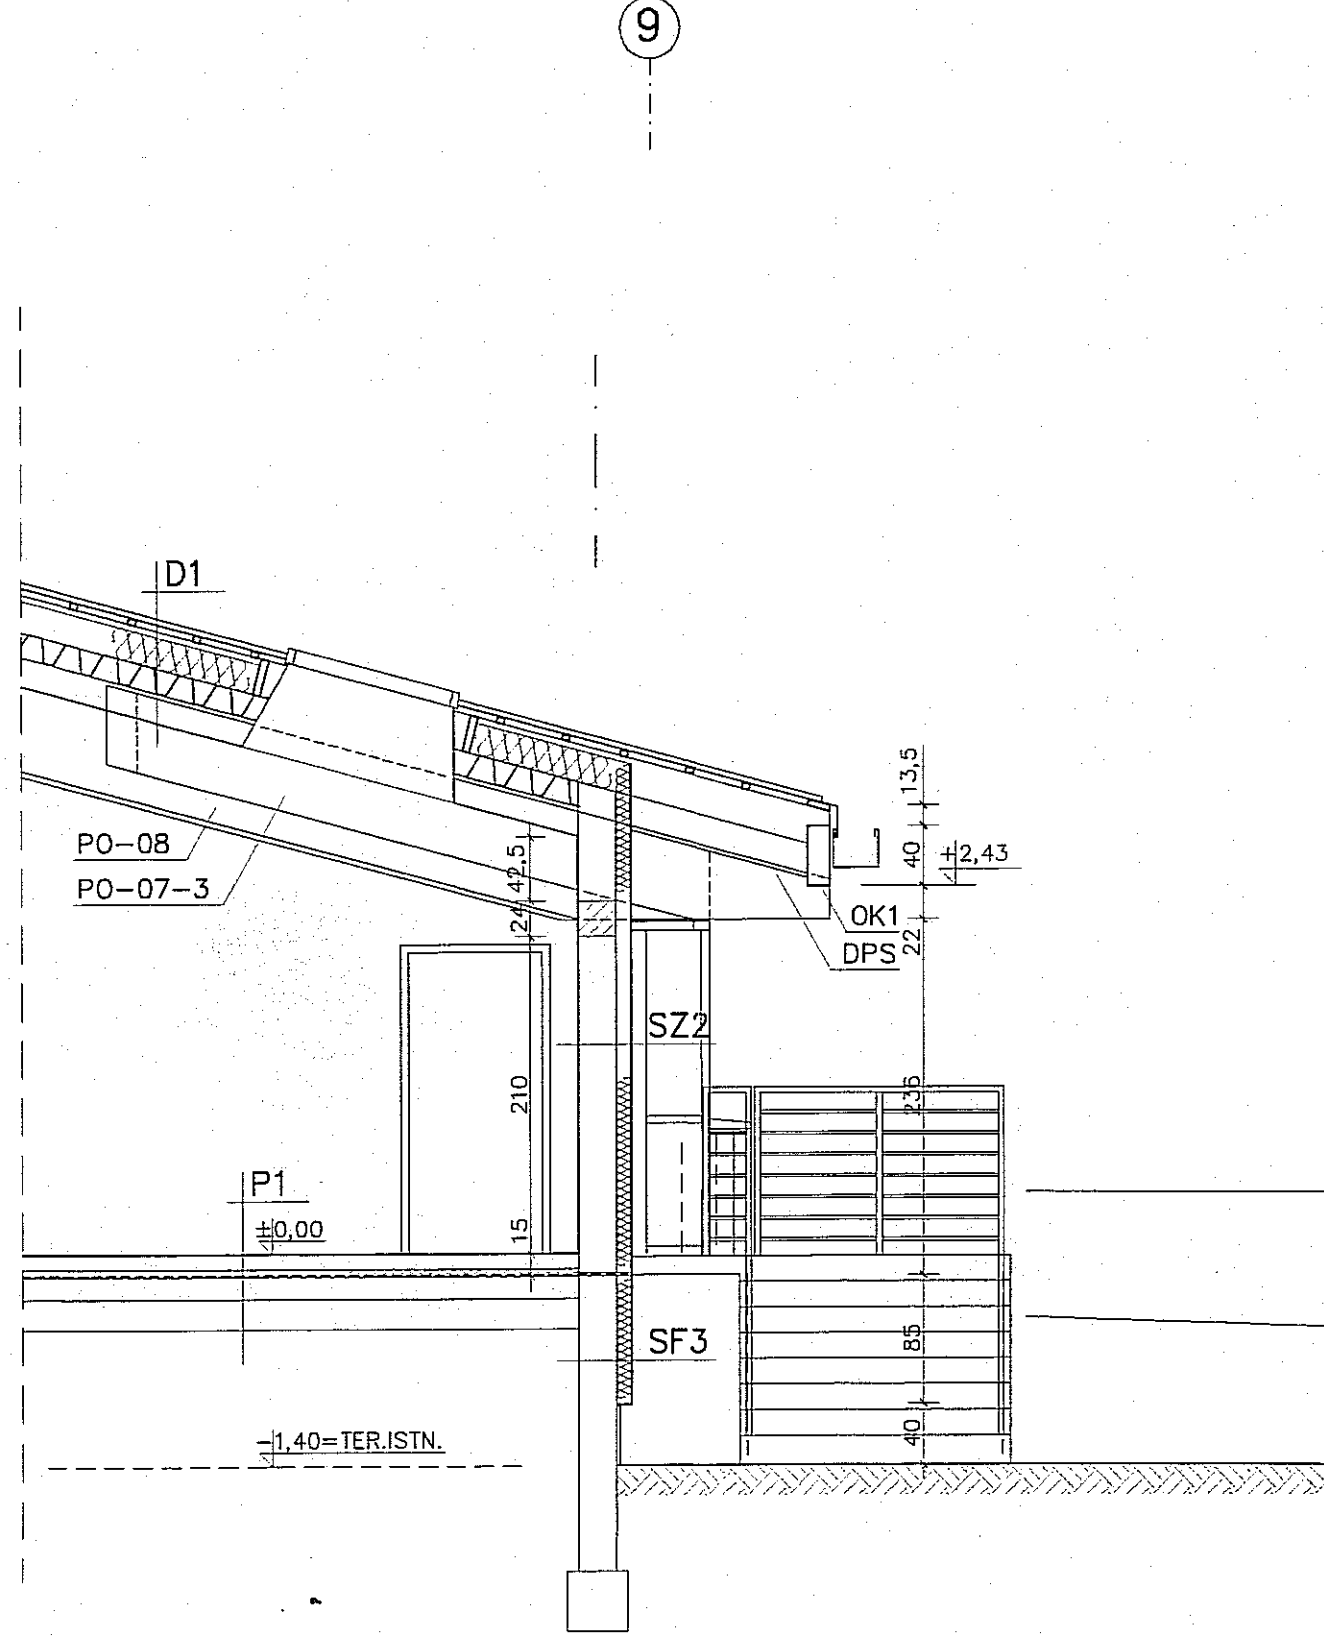 9
D1
13,5
PO-08
42,5
40
+2,43
PO-07-3
24
OK1
22
DPS
SZ2
210
236
P1
±0,00
15
SF3
85
-1,40=TER.ISTN.
40